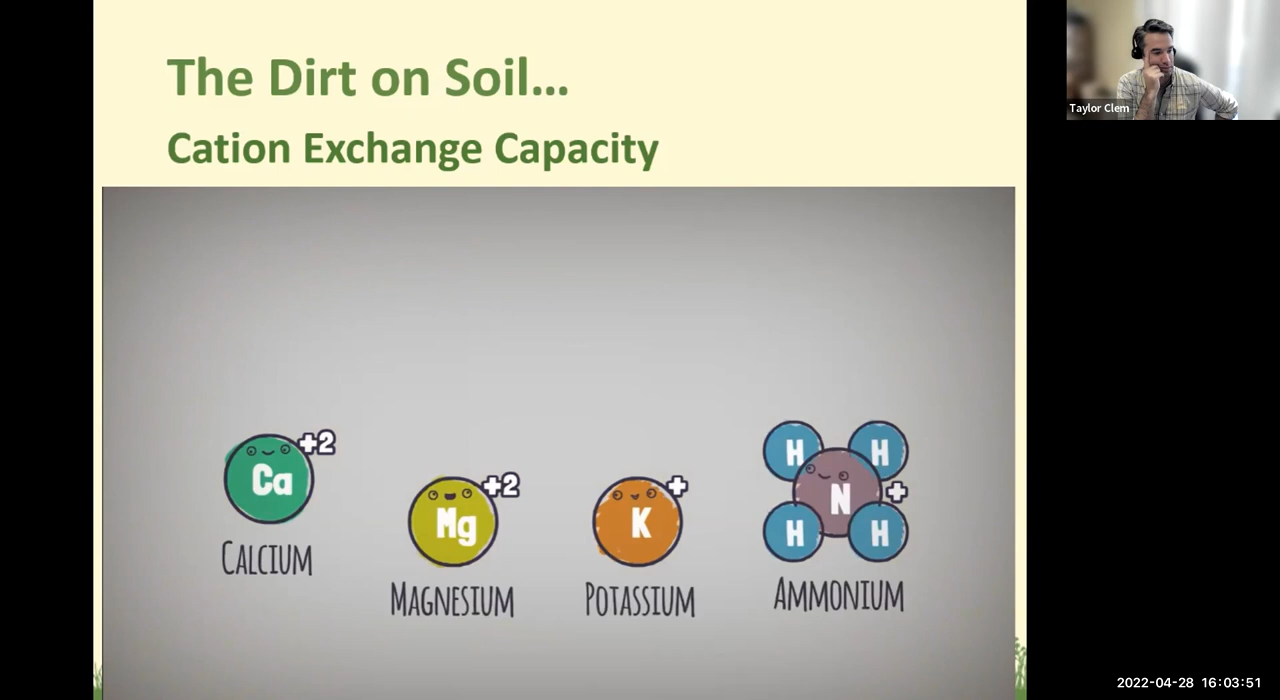 The Dirt on Soil...
Cation Exchange Capacity
Taylor Clem
Ca +2
Mg +2
K +
H H
N +
H H
CALCIUM
MAGNESIUM
POTASSIUM
AMMONIUM
2022-04-28 16:03:51